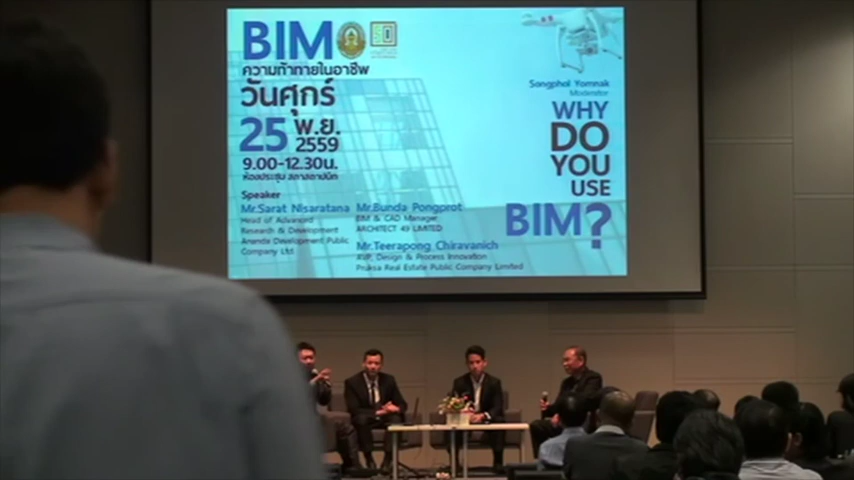 BIM
ความท้าทายในอาชีพ
วันศุกร์
25 พ.ย. 2559
9.00-12.30น.
ห้องประชุม สภาสถาปนิก
Speaker
Mr.Sarat Nisaratana
Head of Advanced
Research & Development
Ananda Development Public
Company Ltd.
Mr.Bunda Pongprot
BIM & CAD Manager
ARCHITECT 49 LIMITED
Mr.Teerapong Chiravanich
AVP, Design & Process Innovation
Pruksa Real Estate Public Company Limited
Songphol Yomnak
Moderator
WHY
DO
YOU
USE
BIM?